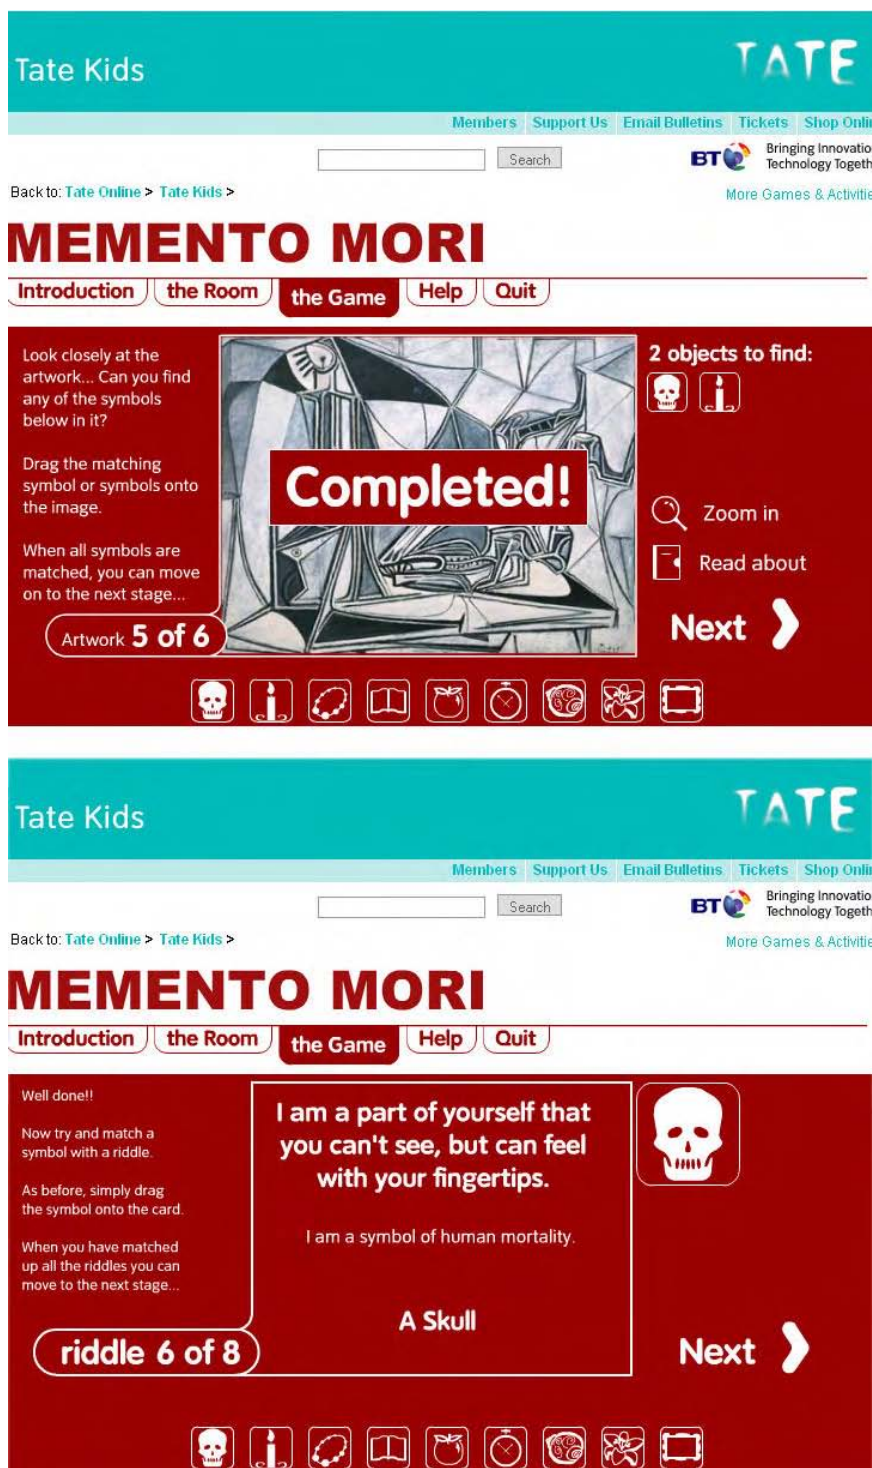 Tate Kids
TATE
Members Support Us Email Bulletins Tickets Shop Onlin
Search
BT
Bringing Innovatio
Technology Togeth
Back to: Tate Online > Tate Kids >
More Games & Activitie
MEMENTO MORI
Introduction the Room the Game Help Quit
Look closely at the
artwork... Can you find
any of the symbols
below in it?
Drag the matching
symbol or symbols onto
the image.
When all symbols are
matched, you can move
on to the next stage...
Artwork 5 of 6
Completed!
2 objects to find:
Zoom in
Read about
Next
Tate Kids
TATE
Members Support Us Email Bulletins Tickets Shop Onlin
Search
BT
Bringing Innovatio
Technology Togeth
Back to: Tate Online > Tate Kids >
More Games & Activitie
MEMENTO MORI
Introduction the Room the Game Help Quit
Well done!!
Now try and match a
symbol with a riddle.
As before, simply drag
the symbol onto the card.
When you have matched
up all the riddles you can
move to the next stage...
riddle 6 of 8
I am a part of yourself that
you can't see, but can feel
with your fingertips.
I am a symbol of human mortality.
A Skull
Next